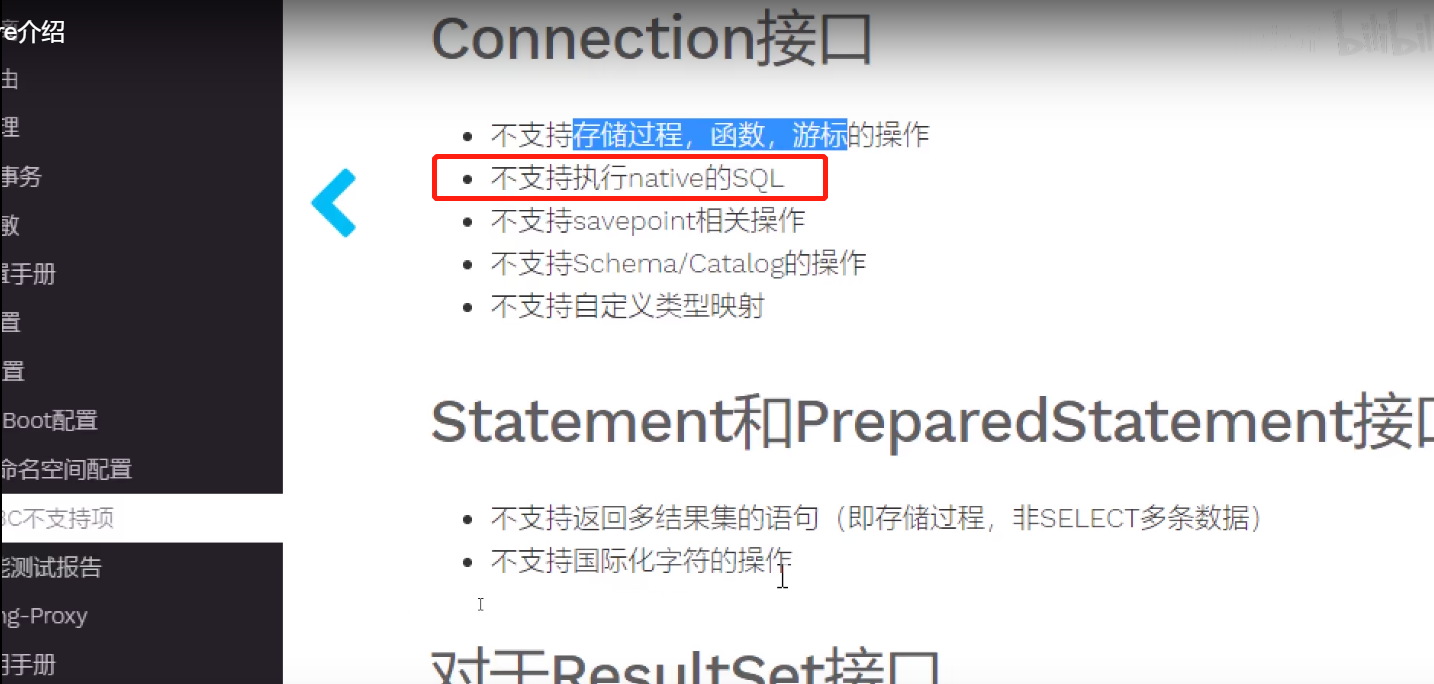 e介绍
由
理
事务
敏
置手册
置
置
Boot配置
命名空间配置
BC不支持项
能测试报告
ng-Proxy
用手册
bilibili
Connection接口
不支持存储过程，函数，游标的操作
不支持执行native的SQL
不支持savepoint相关操作
不支持Schema/Catalog的操作
不支持自定义类型映射
Statement和PreparedStatement接口
不支持返回多结果集的语句（即存储过程，非SELECT多条数据）
不支持国际化字符的操作
对于ResultSet接口